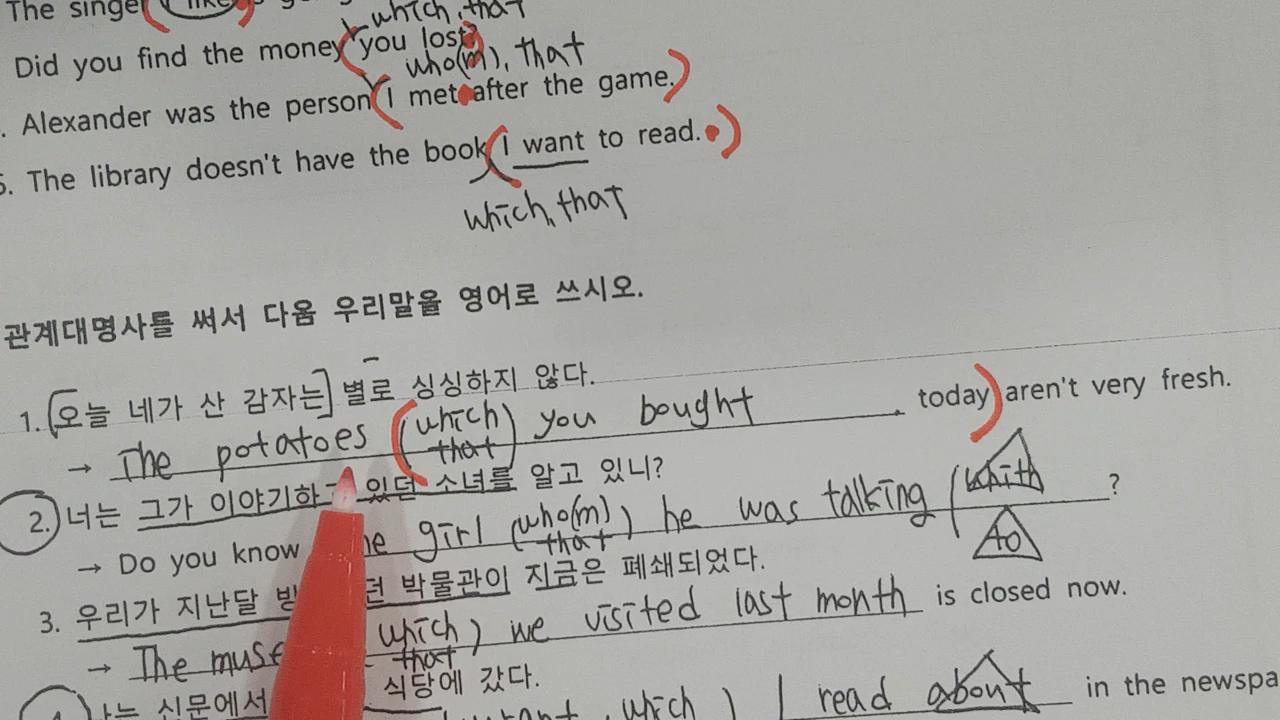 The singer
which, that
Did you find the money you lost?
who(m), that
. Alexander was the person I met after the game.
5. The library doesn't have the book I want to read.
which, that
관계대명사를 써서 다음 우리말을 영어로 쓰시오.
1. 오늘 네가 산 감자는 별로 싱싱하지 않다.
→ The potatoes (which that) you bought today aren't very fresh.
2. 너는 그가 이야기하 있던 소녀를 알고 있니?
→ Do you know girl (who(m) that) he was talking (with to ?
3. 우리가 지난달 박물관이 지금은 폐쇄되었다.
→ The which that) we visited last month is closed now.
신문에서 식당에 갔다.
which) I read about in the